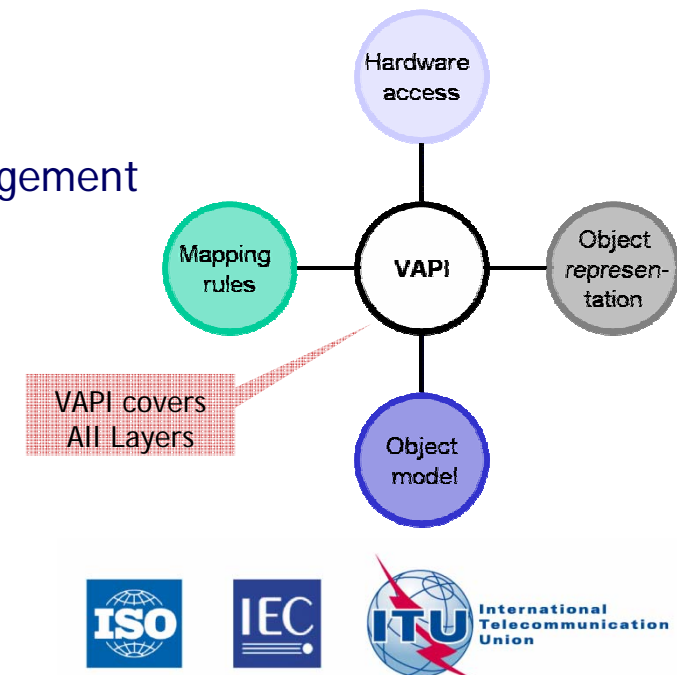 Hardware
access
gement
Mapping
rules
VAPI
Object
represen-
tation
VAPI covers
All Layers
Object
model
ISO
IEC
ITU
International
Telecommunication
Union